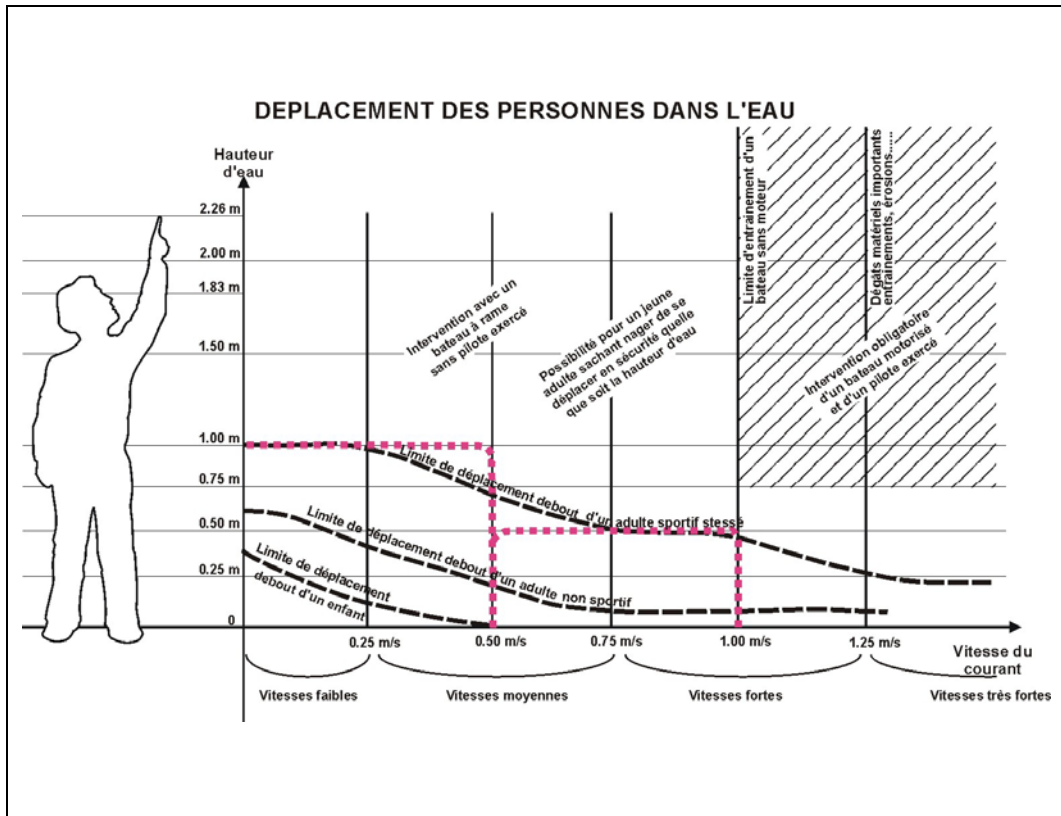 DEPLACEMENT DES PERSONNES DANS L'EAU
Hauteur
d'eau
2.26 m
2.00 m
1.83 m
1.50 m
1.00 m
0.75 m
0.50 m
0.25 m
0
Intervention avec un
bateau à rame
sans pilote exercé
Possibilité pour un jeune
adulte sachant nager de se
déplacer en sécurité quelle
que soit la hauteur d'eau
Limite d'entrainement d'un
bateau sans moteur
Dégâts matériels importants
entrainements, érosions.....
Intervention obligatoire
d'un bateau motorisé
et d'un pilote exercé
Limite de déplacement debout d'un adulte sportif stessé
Limite de déplacement debout d'un adulte non sportif
Limite de déplacement
debout d'un enfant
0.25 m/s
0.50 m/s
0.75 m/s
1.00 m/s
1.25 m/s
Vitesse du
courant
Vitesses faibles
Vitesses moyennes
Vitesses fortes
Vitesses très fortes